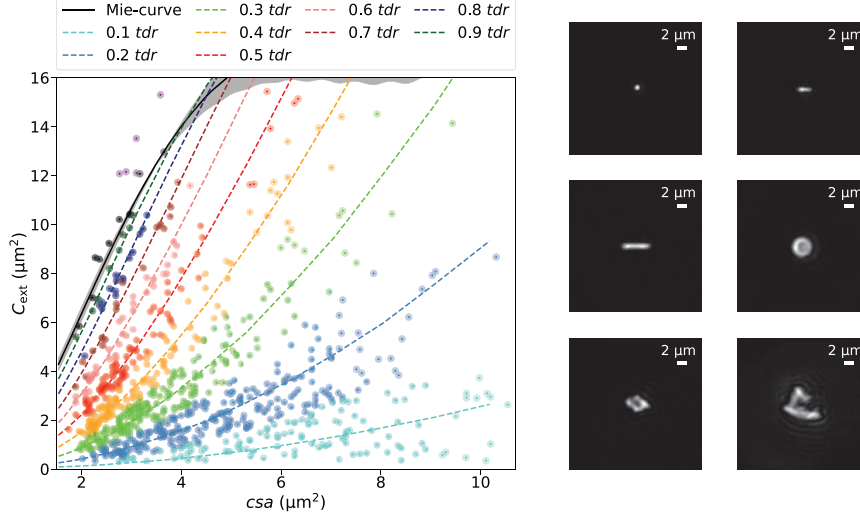 Mie-curve 0.3 tdr 0.6 tdr 0.8 tdr
0.1 tdr 0.4 tdr 0.7 tdr 0.9 tdr
0.2 tdr 0.5 tdr
16
14
12
10
8
6
4
2
0
C_ext (μm²)
2 4 6 8 10
csa (μm²)
2 μm 2 μm
2 μm 2 μm
2 μm 2 μm